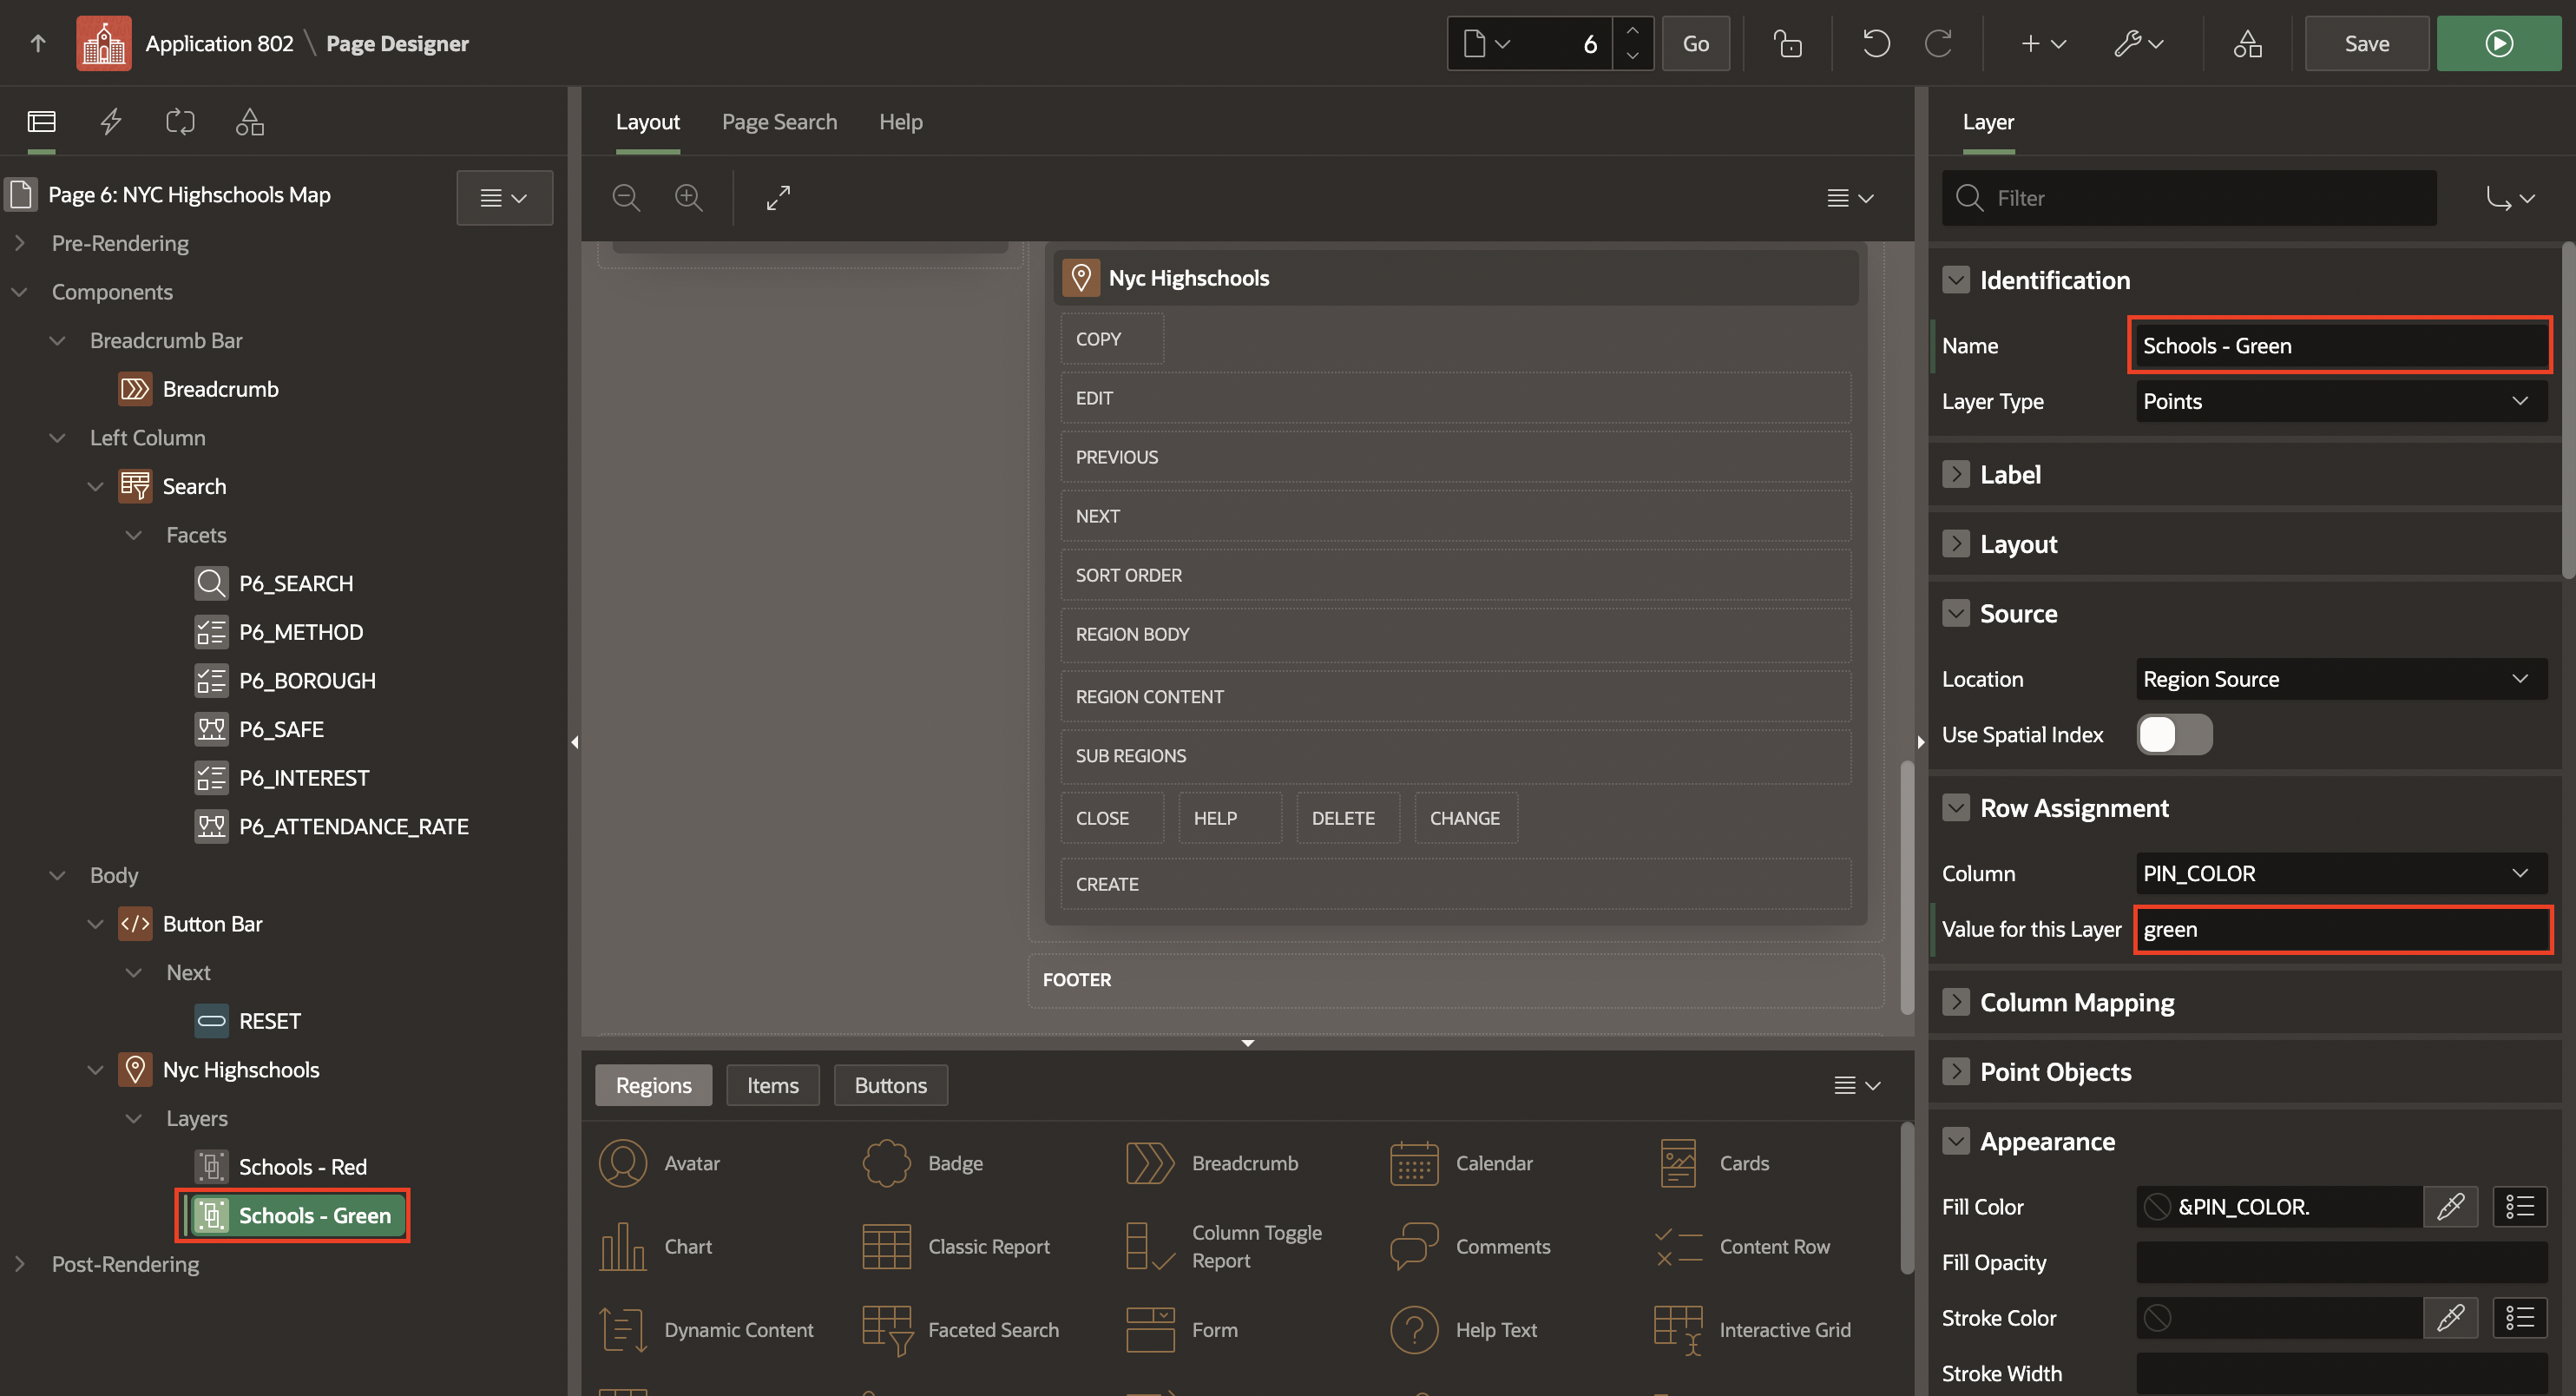 Application 802 \ Page Designer
6
Go
Save
Page 6: NYC Highschools Map
Pre-Rendering
Components
Breadcrumb Bar
Breadcrumb
Left Column
Search
Facets
P6_SEARCH
P6_METHOD
P6_BOROUGH
P6_SAFE
P6_INTEREST
P6_ATTENDANCE_RATE
Body
Button Bar
Next
RESET
Nyc Highschools
Layers
Schools - Red
Schools - Green
Post-Rendering
Layout Page Search Help
Nyc Highschools
COPY
EDIT
PREVIOUS
NEXT
SORT ORDER
REGION BODY
REGION CONTENT
SUB REGIONS
CLOSE HELP DELETE CHANGE
CREATE
FOOTER
Regions Items Buttons
Avatar Badge Breadcrumb Calendar Cards
Chart Classic Report Column Toggle Report Comments Content Row
Dynamic Content Faceted Search Form Help Text Interactive Grid
Layer
Filter
Identification
Name Schools - Green
Layer Type Points
Label
Layout
Source
Location Region Source
Use Spatial Index
Row Assignment
Column PIN_COLOR
Value for this Layer green
Column Mapping
Point Objects
Appearance
Fill Color &PIN_COLOR.
Fill Opacity
Stroke Color
Stroke Width